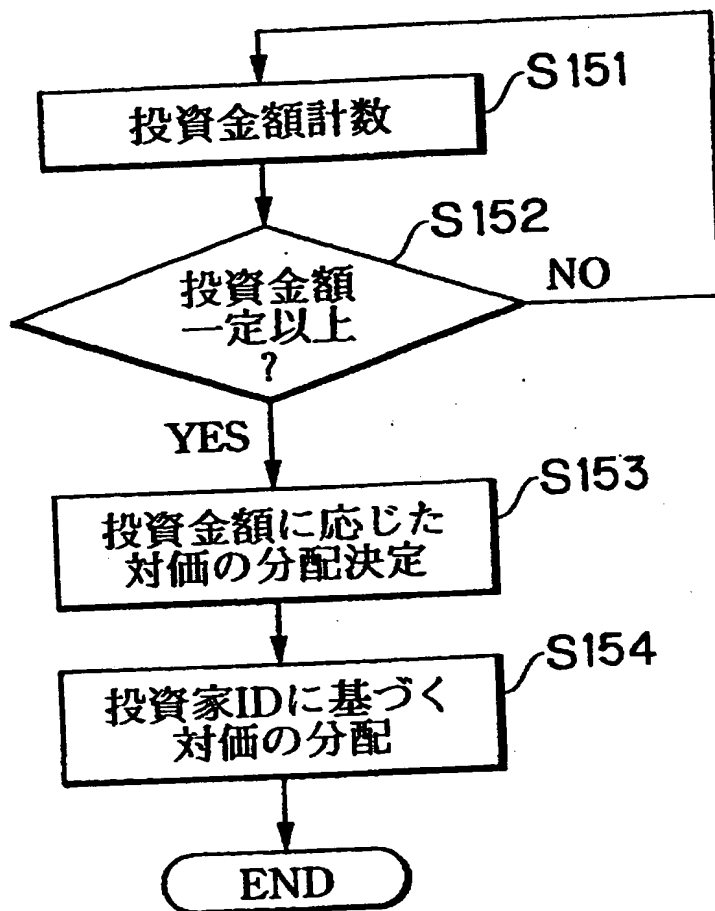 S151
投資金額計数
S152
投資金額
一定以上
?
NO
YES
S153
投資金額に応じた
対価の分配決定
S154
投資家IDに基づく
対価の分配
END